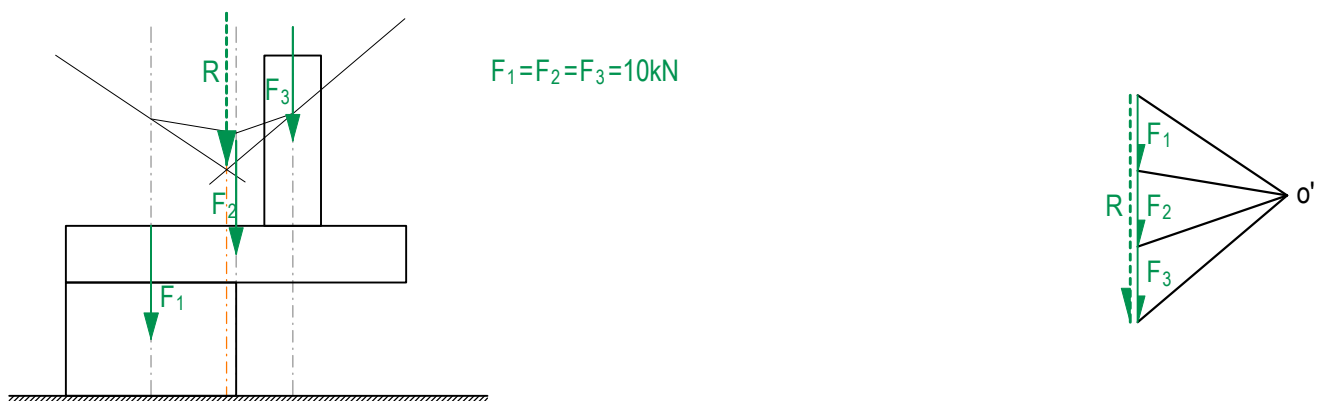 R
F₃
F₂
F₁
F₁=F₂=F₃=10kN
F₁
R
F₂
o'
F₃